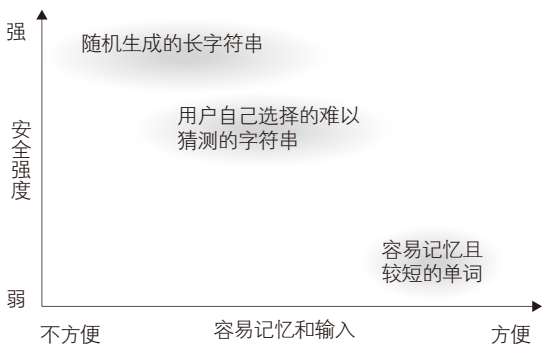 强
随机生成的长字符串
用户自己选择的难以
猜测的字符串
安全强度
容易记忆且
较短的单词
弱
不方便
容易记忆和输入
方便